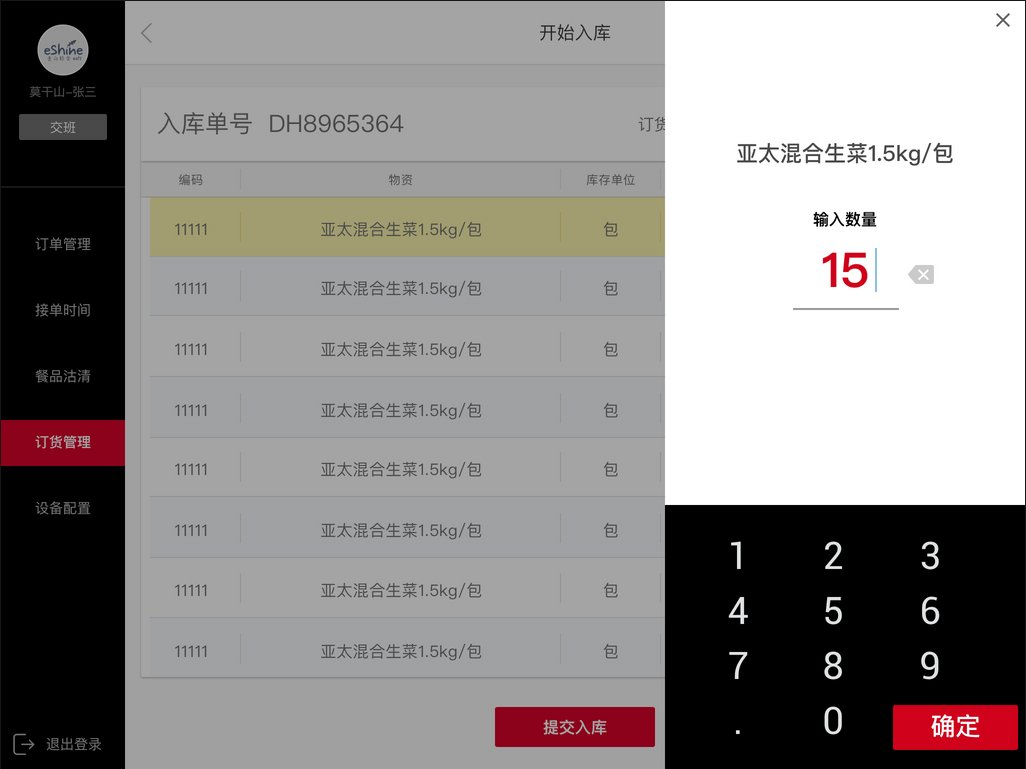 eShine
莫干山-张三
交班
订单管理
接单时间
餐品沽清
订货管理
设备配置
退出登录
开始入库
入库单号 DH8965364
订货
编码 物资 库存单位
11111 亚太混合生菜1.5kg/包 包
11111 亚太混合生菜1.5kg/包 包
11111 亚太混合生菜1.5kg/包 包
11111 亚太混合生菜1.5kg/包 包
11111 亚太混合生菜1.5kg/包 包
11111 亚太混合生菜1.5kg/包 包
11111 亚太混合生菜1.5kg/包 包
11111 亚太混合生菜1.5kg/包 包
提交入库
亚太混合生菜1.5kg/包
输入数量
15
1 2 3
4 5 6
7 8 9
. 0 确定